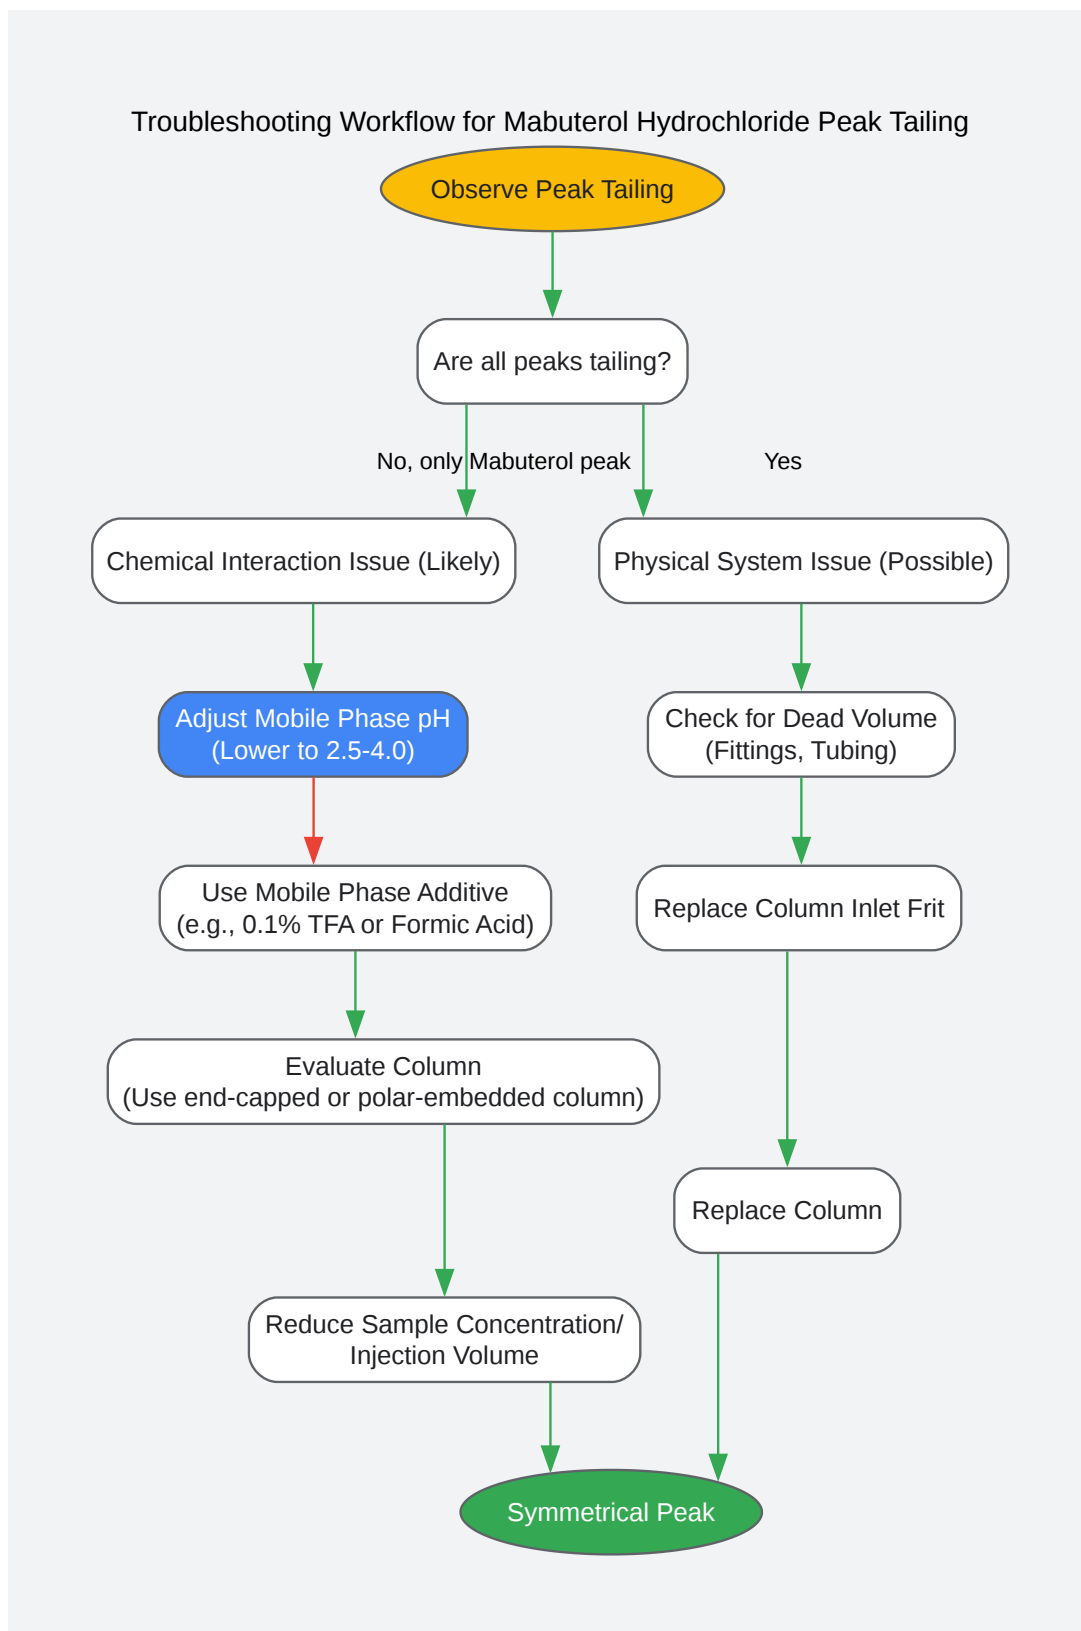 Troubleshooting Workflow for Mabuterol Hydrochloride Peak Tailing
Observe Peak Tailing
Are all peaks tailing?
No, only Mabuterol peak
Yes
Chemical Interaction Issue (Likely)
Physical System Issue (Possible)
Adjust Mobile Phase pH
(Lower to 2.5-4.0)
Check for Dead Volume
(Fittings, Tubing)
Use Mobile Phase Additive
(e.g., 0.1% TFA or Formic Acid)
Replace Column Inlet Frit
Evaluate Column
(Use end-capped or polar-embedded column)
Replace Column
Reduce Sample Concentration/
Injection Volume
Symmetrical Peak